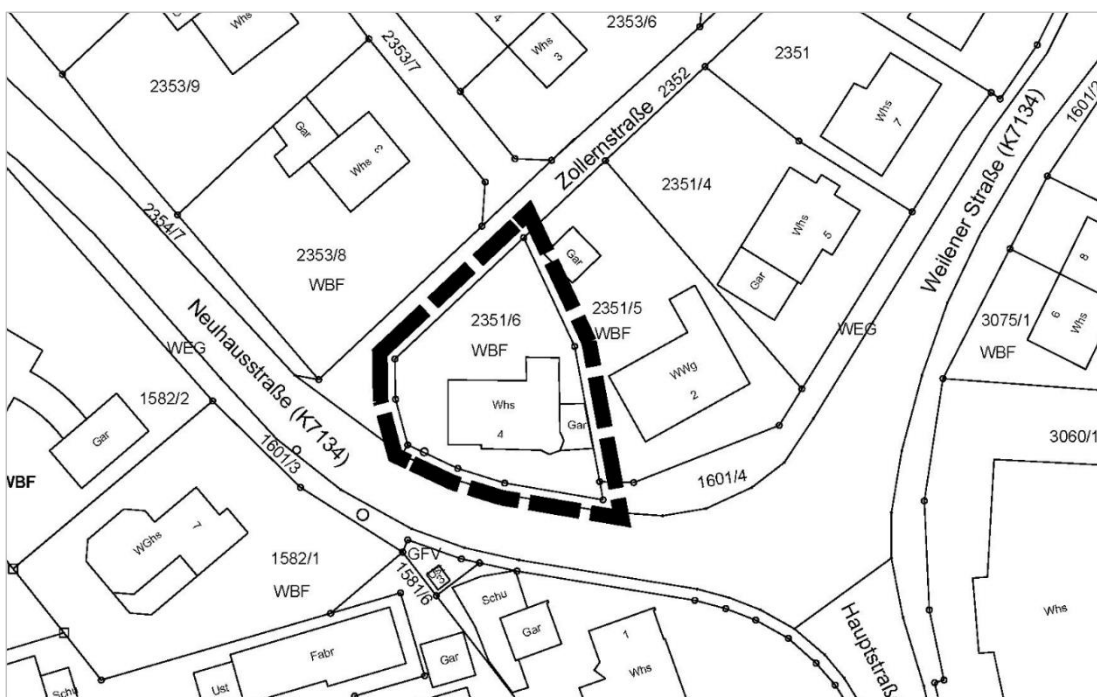 4
2353/6
Whs
Whs
3
2353/7
2351
2353/9
2352
1601/2
Gar
Whs
7
Zollernstraße
Whs
3
Weilener Straße (K7134)
2351/4
2354/7
Whs
5
8
2353/8
Gar
WBF
Gar
2351/5
WBF
2351/6
WBF
Neuhausstraße (K7134)
WEG
WEG
3075/1
WBF
6
Whs
1582/2
Whs
4
Gar
WWg
2
Gar
3060/1
1601/3
WBF
1601/4
WGhs
7
1582/1
WBF
GFV
1581/6
Schu
Hauptstraß
Whs
Gar
1
Whs
Fabr
Gar
Ust
Schu